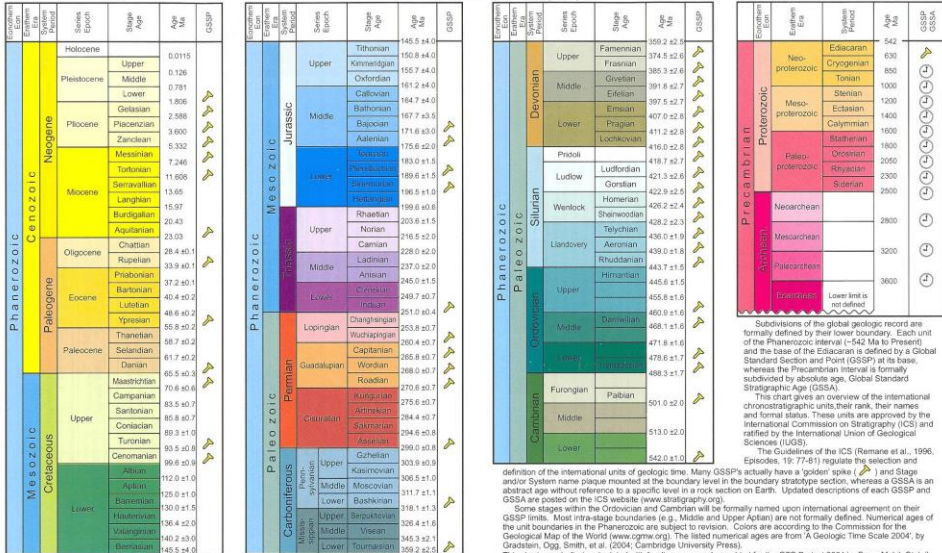 Eonothem Eon
Erathem Era
System Period
Series Epoch
Stage Age
Age Ma
GSSP
Phanerozoic
Cenozoic
Neogene
Holocene
0.0115
Pleistocene
Upper
0.126
Middle
0.781
Lower
1.806
Pliocene
Gelasian
2.588
Piacenzian
3.600
Zanclean
5.332
Miocene
Messinian
7.246
Tortonian
11.608
Serravallian
13.65
Langhian
15.97
Burdigalian
20.43
Aquitanian
23.03
Paleogene
Oligocene
Chattian
28.4 ±0.1
Rupelian
33.9 ±0.1
Eocene
Priabonian
37.2 ±0.1
Bartonian
40.4 ±0.2
Lutetian
48.6 ±0.2
Ypresian
55.8 ±0.2
Paleocene
Thanetian
58.7 ±0.2
Selandian
61.7 ±0.2
Danian
65.5 ±0.3
Mesozoic
Cretaceous
Upper
Maastrichtian
70.6 ±0.6
Campanian
83.5 ±0.7
Santonian
85.8 ±0.7
Coniacian
89.3 ±1.0
Turonian
93.5 ±0.8
Cenomanian
99.6 ±0.9
Lower
Albian
112.0 ±1.0
Aptian
125.0 ±1.0
Barremian
130.0 ±1.5
Hauterivian
136.4 ±2.0
Valanginian
140.2 ±3.0
Berriasian
145.5 ±4.0
Eonothem Eon
Erathem Era
System Period
Series Epoch
Stage Age
Age Ma
GSSP
Phanerozoic
Mesozoic
Jurassic
145.5 ±4.0
Upper
Tithonian
150.8 ±4.0
Kimmeridgian
155.7 ±4.0
Oxfordian
161.2 ±4.0
Middle
Callovian
164.7 ±4.0
Bathonian
167.7 ±3.5
Bajocian
171.6 ±3.0
Aalenian
175.6 ±2.0
Lower
Toarcian
183.0 ±1.5
Pliensbachian
189.6 ±1.5
Sinemurian
196.5 ±1.0
Hettangian
199.6 ±0.6
Triassic
Upper
Rhaetian
203.6 ±1.5
Norian
216.5 ±2.0
Carnian
228.0 ±2.0
Middle
Ladinian
237.0 ±2.0
Anisian
245.0 ±1.5
Lower
Olenekian
249.7 ±0.7
Induan
251.0 ±0.4
Paleozoic
Permian
Lopingian
Changhsingian
253.8 ±0.7
Wuchiapingian
260.4 ±0.7
Guadalupian
Capitanian
265.8 ±0.7
Wordian
268.0 ±0.7
Roadian
270.6 ±0.7
Cisuralian
Kungurian
275.6 ±0.7
Artinskian
284.4 ±0.7
Sakmarian
294.6 ±0.8
Asselian
299.0 ±0.8
Carboniferous
Pennsylvanian
Upper
Gzhelian
303.9 ±0.9
Kasimovian
306.5 ±1.0
Middle
Moscovian
311.7 ±1.1
Lower
Bashkirian
318.1 ±1.3
Mississippian
Upper
Serpukhovian
326.4 ±1.6
Middle
Visean
345.3 ±2.1
Lower
Tournaisian
359.2 ±2.5
Phanerozoic
Paleozoic
Devonian
359.2 ±2.5
Upper
Famennian
374.5 ±2.6
Frasnian
385.3 ±2.6
Middle
Givetian
391.8 ±2.7
Eifelian
397.5 ±2.7
Lower
Emsian
407.0 ±2.8
Pragian
411.2 ±2.8
Lochkovian
416.0 ±2.8
Silurian
Pridoli
418.7 ±2.7
Ludlow
Ludfordian
421.3 ±2.6
Gorstian
422.9 ±2.5
Wenlock
Homerian
426.2 ±2.4
Sheinwoodian
428.2 ±2.3
Llandovery
Telychian
436.0 ±1.9
Aeronian
439.0 ±1.8
Rhuddanian
443.7 ±1.5
Ordovician
Upper
Hirnantian
445.6 ±1.5
455.8 ±1.6
460.9 ±1.6
Middle
Darriwilian
468.1 ±1.6
471.8 ±1.6
Lower
478.6 ±1.7
Tremadocian
488.3 ±1.7
Cambrian
Furongian
Paibian
501.0 ±2.0
Middle
513.0 ±2.0
Lower
542.0 ±1.0
Precambrian
Proterozoic
542
Neoproterozoic
Ediacaran
630
Cryogenian
850
Tonian
1000
Mesoproterozoic
Stenian
1200
Ectasian
1400
Calymmian
1600
Paleoproterozoic
Statherian
1800
Orosirian
2050
Rhyacian
2300
Siderian
2500
Archean
Neoarchean
2800
Mesoarchean
3200
Paleoarchean
3600
Eoarchean
Lower limit is
not defined
Subdivisions of the global geologic record are
formally defined by their lower boundary. Each unit
of the Phanerozoic interval (~542 Ma to Present)
and the base of the Ediacaran is defined by a Global
Standard Section and Point (GSSP) at its base,
whereas the Precambrian Interval is formally
subdivided by absolute age, Global Standard
Stratigraphic Age (GSSA).
This chart gives an overview of the international
chronostratigraphic units, their rank, their names
and formal status. These units are approved by the
International Commission on Stratigraphy (ICS) and
ratified by the International Union of Geological
Sciences (IUGS).
The Guidelines of the ICS (Remane et al., 1996,
Episodes, 19: 77-81) regulate the selection and
definition of the international units of geologic time. Many GSSP's actually have a 'golden' spike ( ) and Stage
and/or System name plaque mounted at the boundary level in the boundary stratotype section, whereas a GSSA is an
abstract age without reference to a specific level in a rock section on Earth. Updated descriptions of each GSSP and
GSSA are posted on the ICS website (www.stratigraphy.org).
Some stages within the Ordovician and Cambrian will be formally named upon international agreement on their
GSSP limits. Most intra-stage boundaries (e.g., Middle and Upper Aptian) are not formally defined. Numerical ages of
the unit boundaries in the Phanerozoic are subject to revision. Colors are according to the Commission for the
Geological Map of the World (www.cgmw.org). The listed numerical ages are from 'A Geologic Time Scale 2004', by
Gradstein, Ogg, Smith, et al. (2004; Cambridge University Press).